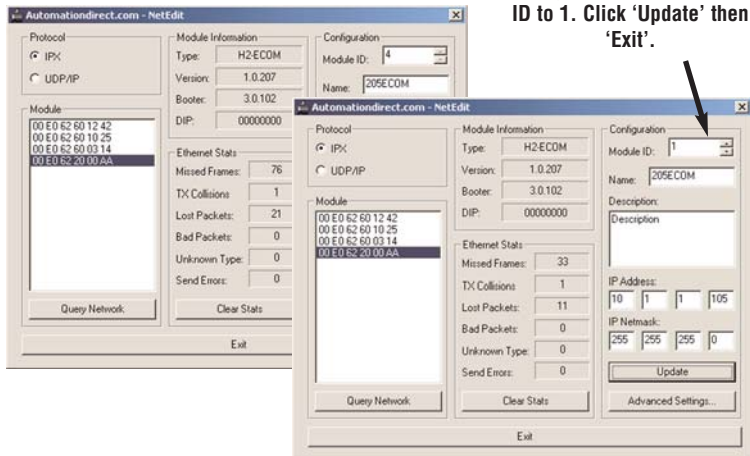 ID to 1. Click ‘Update’ then
‘Exit’.
Automationdirect.com - NetEdit
Protocol
IPX
UDP/IP
Module
00 E0 62 60 12 42
00 E0 62 60 10 25
00 E0 62 60 03 14
00 E0 62 20 00 AA
Query Network
Module Information
Type: H2-ECOM
Version: 1.0.207
Booter: 3.0.102
DIP: 00000000
Ethernet Stats
Missed Frames: 76
TX Collisions 1
Lost Packets: 21
Bad Packets: 0
Unknown Type: 0
Send Errors: 0
Clear Stats
Configuration
Module ID: 4
Name: 205ECOM
Exit
Automationdirect.com - NetEdit
Protocol
IPX
UDP/IP
Module
00 E0 62 60 12 42
00 E0 62 60 10 25
00 E0 62 60 03 14
00 E0 62 20 00 AA
Query Network
Module Information
Type: H2-ECOM
Version: 1.0.207
Booter: 3.0.102
DIP: 00000000
Ethernet Stats
Missed Frames: 33
TX Collisions 1
Lost Packets: 11
Bad Packets: 0
Unknown Type: 0
Send Errors: 0
Clear Stats
Configuration
Module ID: 1
Name: 205ECOM
Description:
Description
IP Address:
10 1 1 105
IP Netmask:
255 255 255 0
Update
Advanced Settings...
Exit